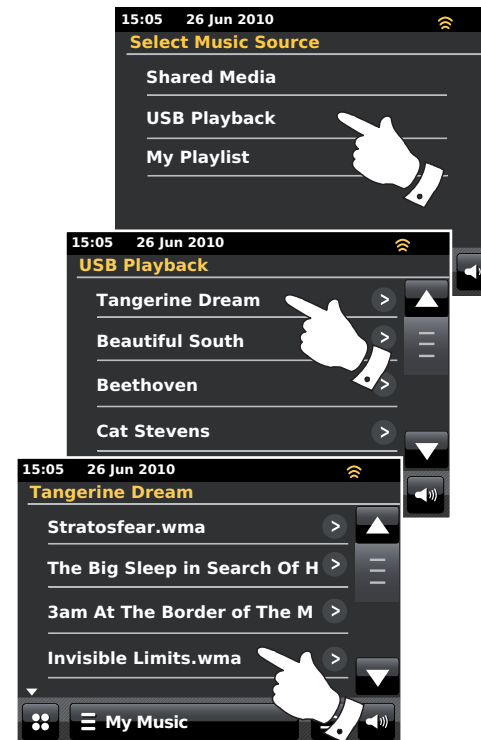 15:05 26 Jun 2010
Select Music Source
Shared Media
USB Playback
My Playlist
15:05 26 Jun 2010
USB Playback
Tangerine Dream
Beautiful South
Beethoven
Cat Stevens
15:05 26 Jun 2010
Tangerine Dream
Stratosfear.wma
The Big Sleep in Search Of H
3am At The Border of The M
Invisible Limits.wma
My Music